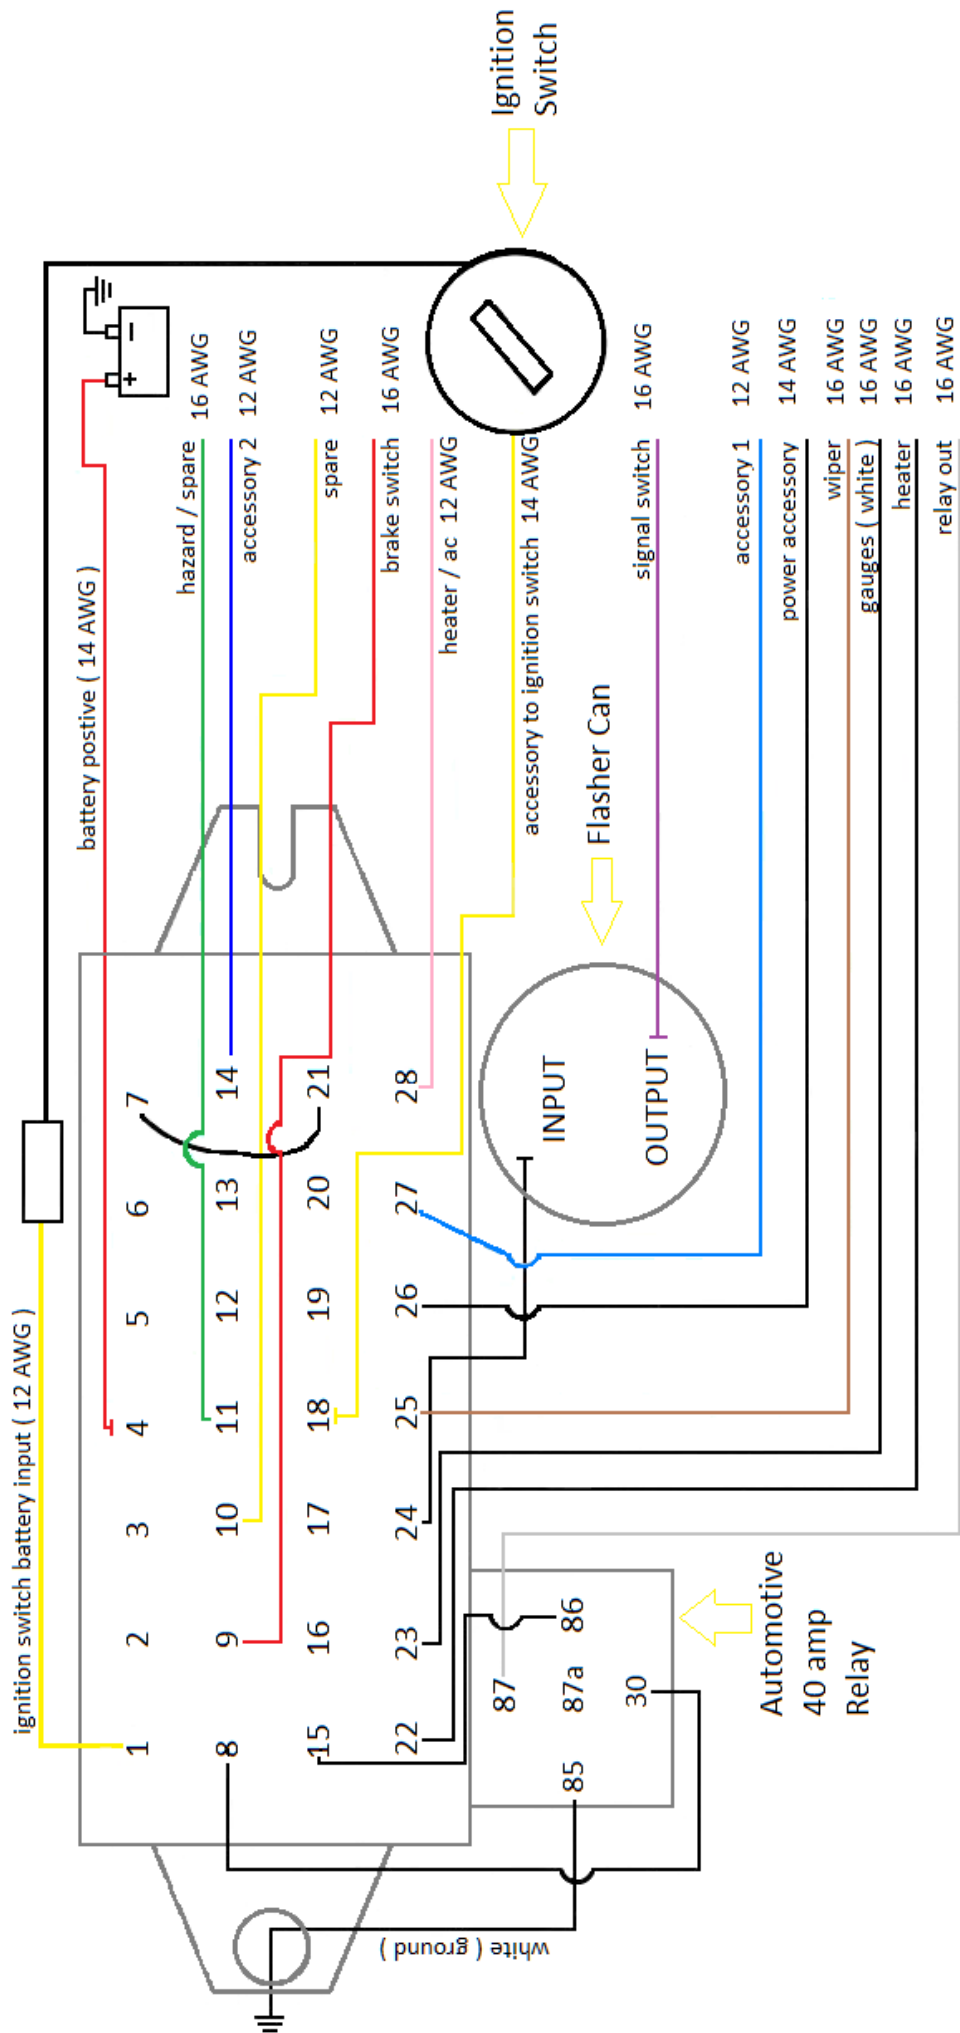 ignition switch battery input ( 12 AWG )
battery postive ( 14 AWG )
+
-
hazard / spare 16 AWG
accessory 2 12 AWG
spare 12 AWG
brake switch 16 AWG
heater / ac 12 AWG
accessory to ignition switch 14 AWG
Ignition
Switch
signal switch 16 AWG
accessory 1 12 AWG
power accessory 14 AWG
wiper 16 AWG
gauges ( white ) 16 AWG
heater 16 AWG
relay out 16 AWG
1 2 3 4 5 6 7
8 9 10 11 12 13 14
15 16 17 18 19 20 21
22 23 24 25 26 27 28
INPUT
OUTPUT
Flasher Can
87
86
87a
85
30
Automotive
40 amp
Relay
white ( ground )